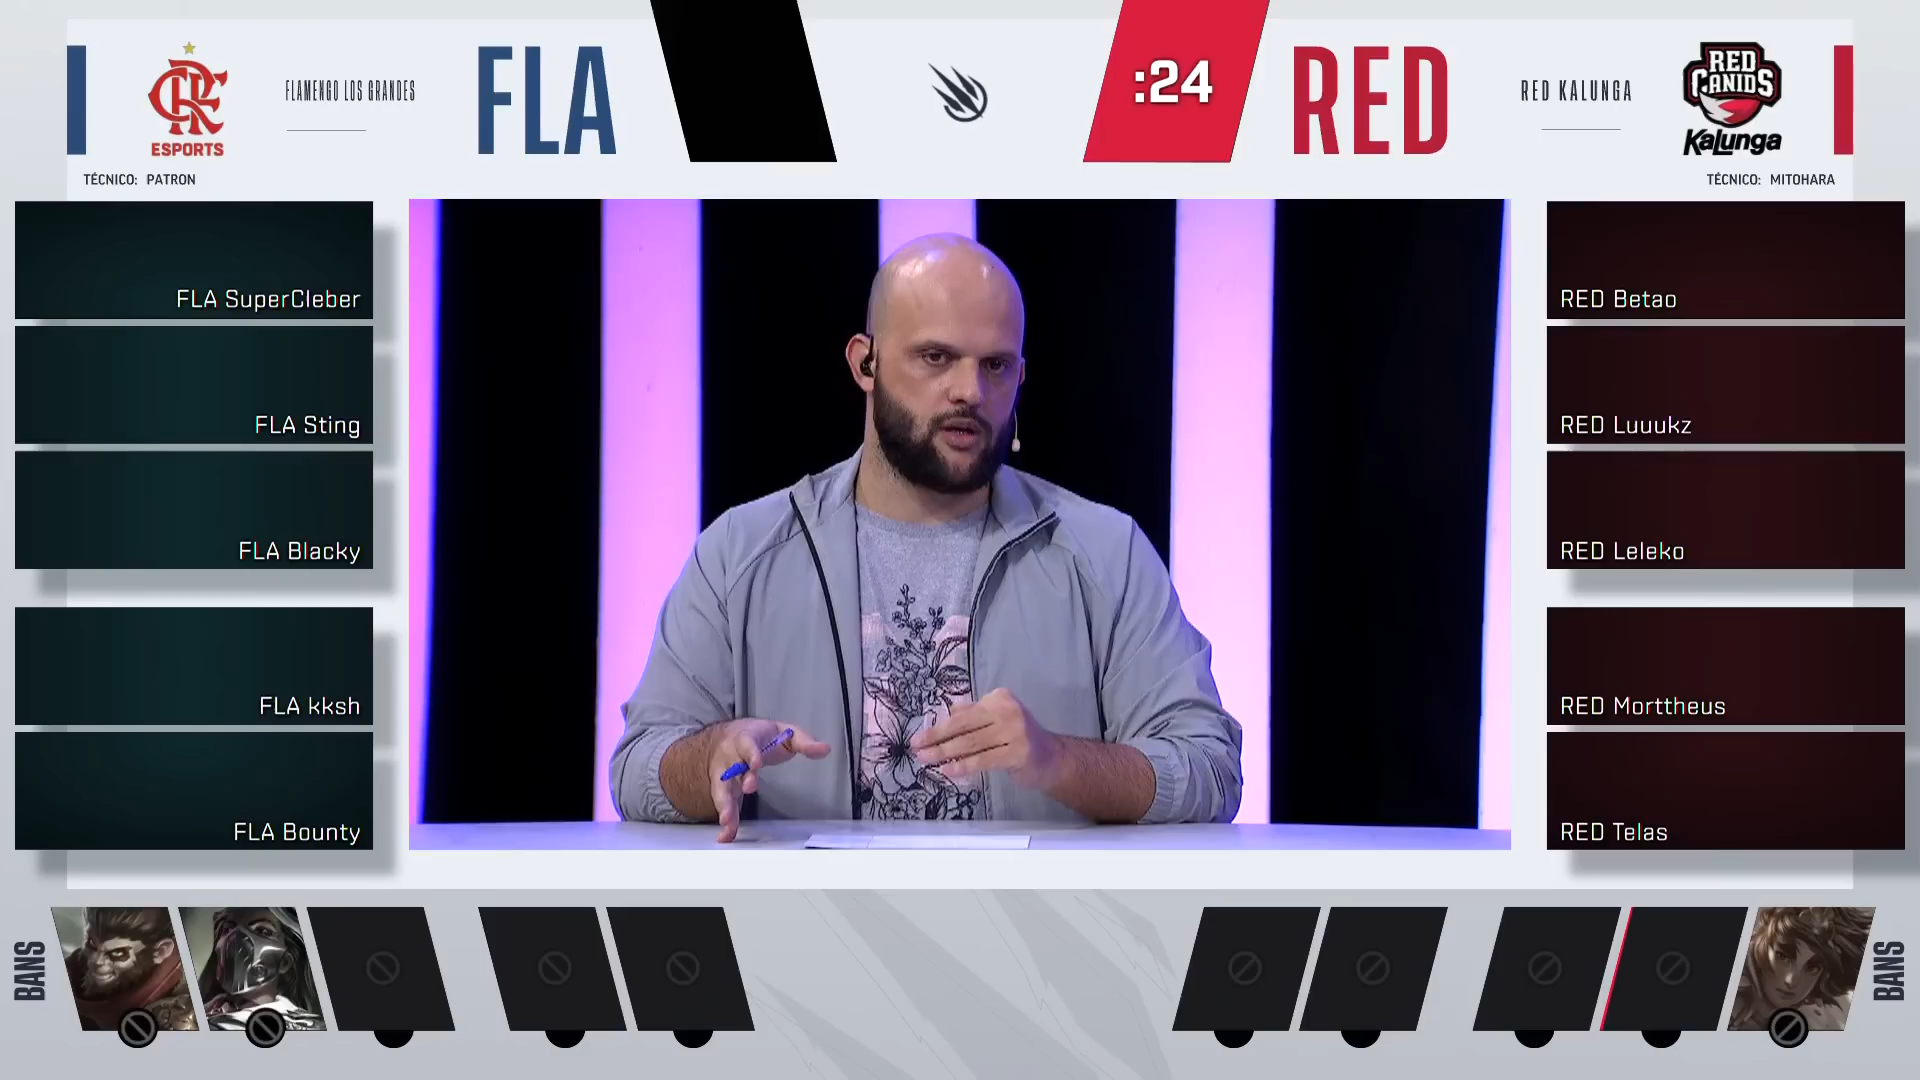 ESPORTS
FLAMENGO LOS GRANDES
FLA
:24
RED
RED KALUNGA
RED
CANIDS
Kalunga
TÉCNICO: PATRON
TÉCNICO: MITOHARA
FLA SuperCleber
FLA Sting
FLA Blacky
FLA kksh
FLA Bounty
RED Betao
RED Luuukz
RED Leleko
RED Morttheus
RED Telas
BANS
BANS